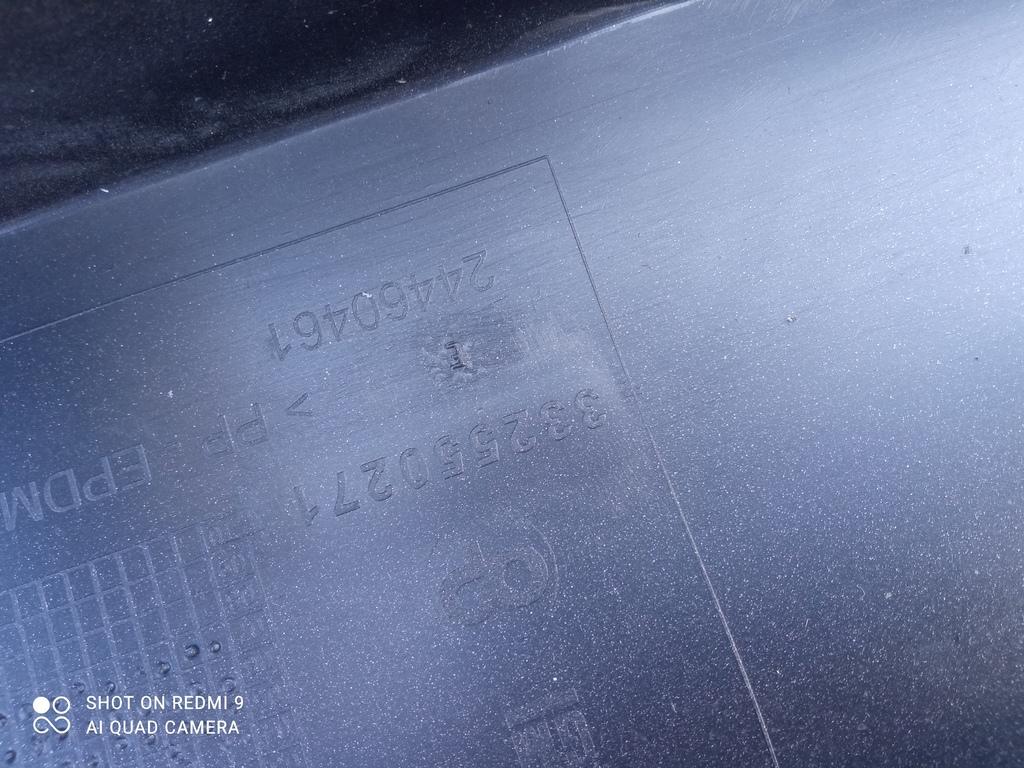 332550271
> PP - EPDM
24460461
SHOT ON REDMI 9
AI QUAD CAMERA